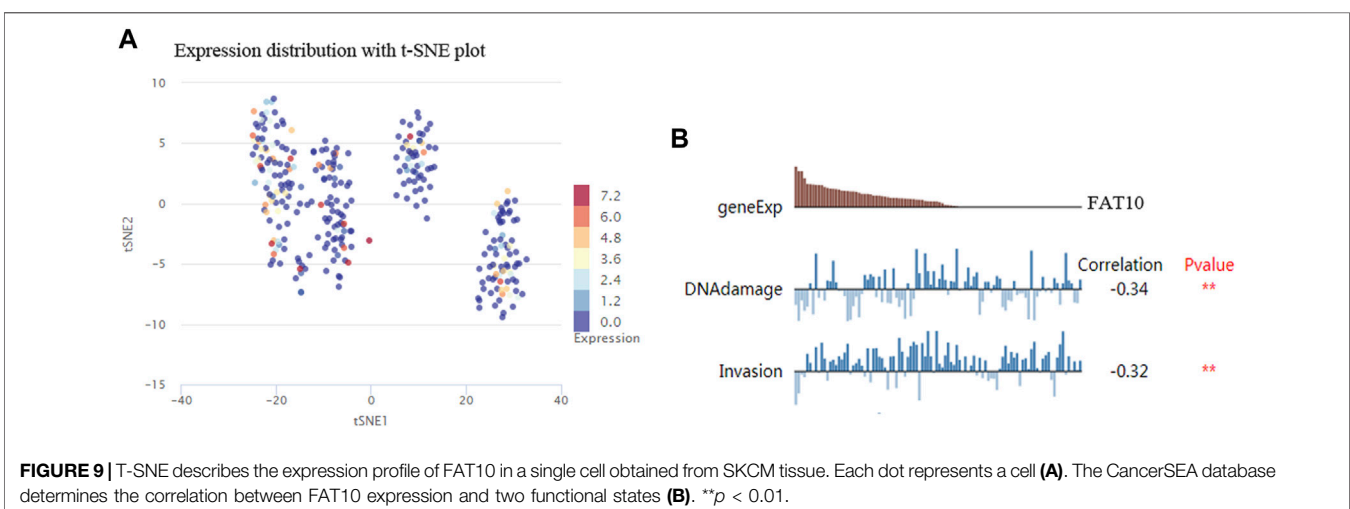 A
Expression distribution with t-SNE plot
10
5
0
−5
−10
−15
tSNE2
−40
−20
0
20
40
tSNE1
7.2
6.0
4.8
3.6
2.4
1.2
0.0
Expression
B
geneExp
FAT10
Correlation Pvalue
DNAdamage
-0.34 **
Invasion
-0.32 **
FIGURE 9 | T-SNE describes the expression profile of FAT10 in a single cell obtained from SKCM tissue. Each dot represents a cell (A). The CancerSEA database
determines the correlation between FAT10 expression and two functional states (B). **p < 0.01.